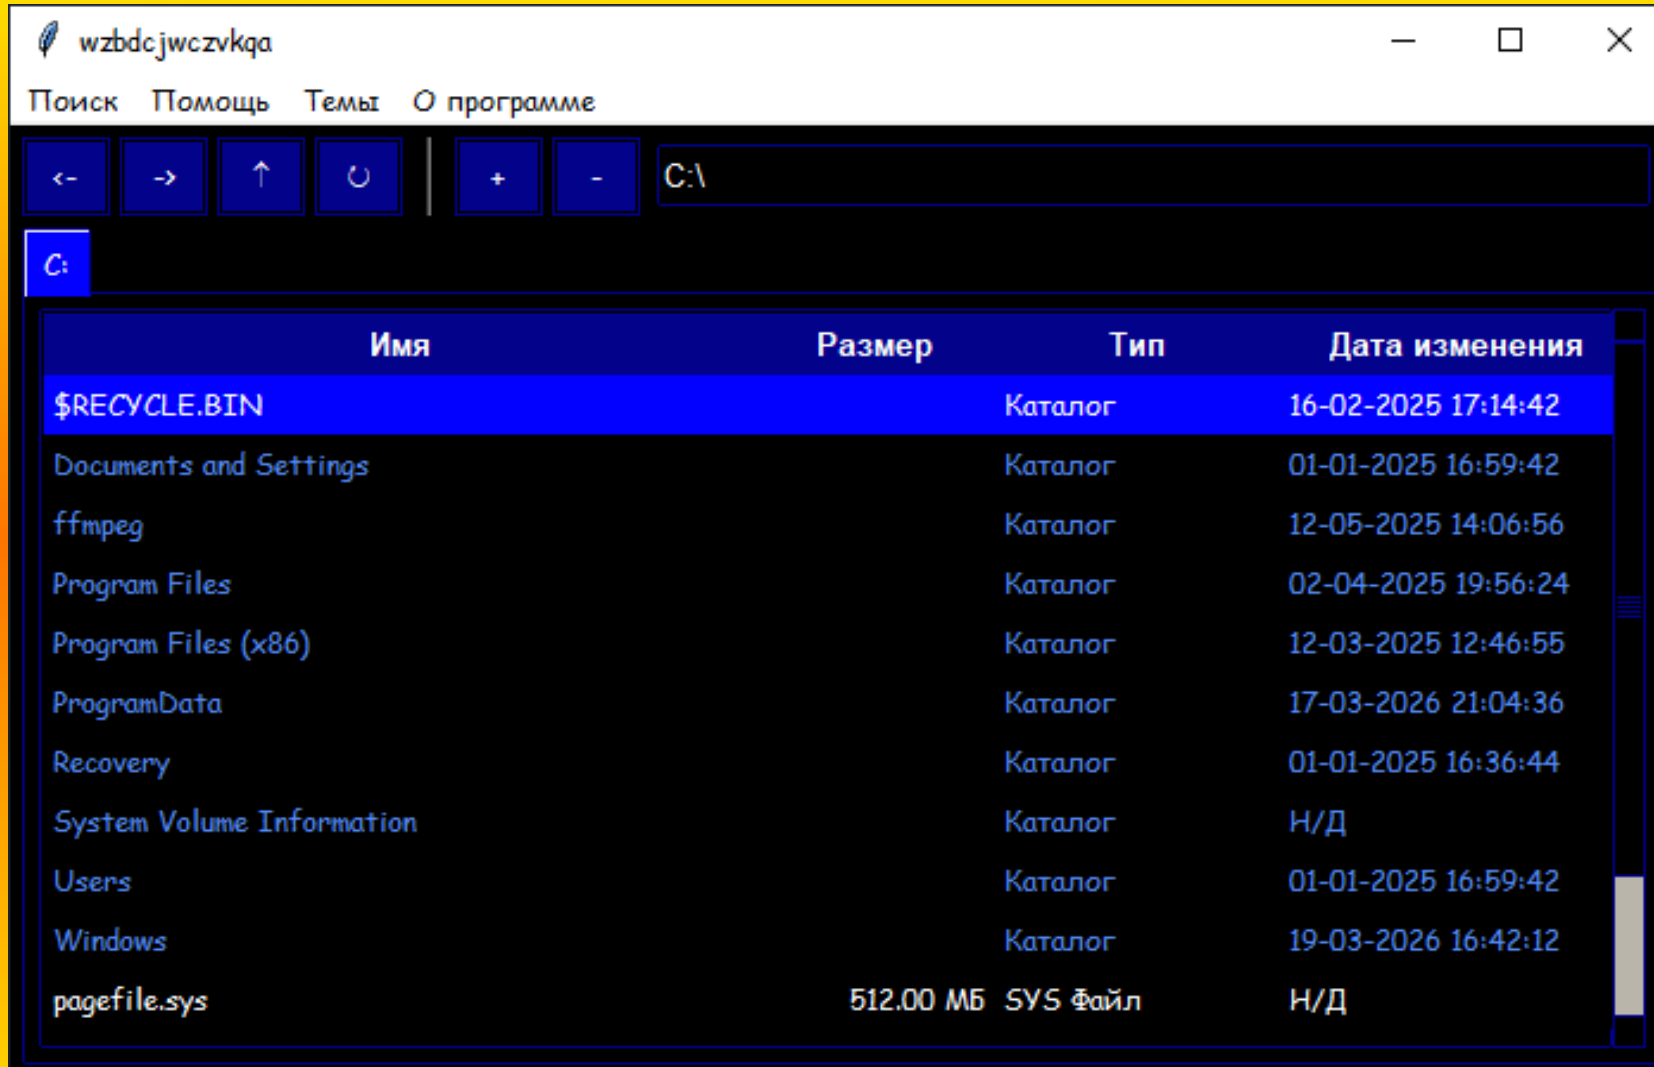 wzbdcjwczvkqa
Поиск Помощь Темы О программе
<- -> ↑ ↻ + - C:\
C:
Имя Размер Тип Дата изменения
$RECYCLE.BIN Каталог 16-02-2025 17:14:42
Documents and Settings Каталог 01-01-2025 16:59:42
ffmpeg Каталог 12-05-2025 14:06:56
Program Files Каталог 02-04-2025 19:56:24
Program Files (x86) Каталог 12-03-2025 12:46:55
ProgramData Каталог 17-03-2026 21:04:36
Recovery Каталог 01-01-2025 16:36:44
System Volume Information Каталог Н/Д
Users Каталог 01-01-2025 16:59:42
Windows Каталог 19-03-2026 16:42:12
pagefile.sys 512.00 МБ SYS Файл Н/Д